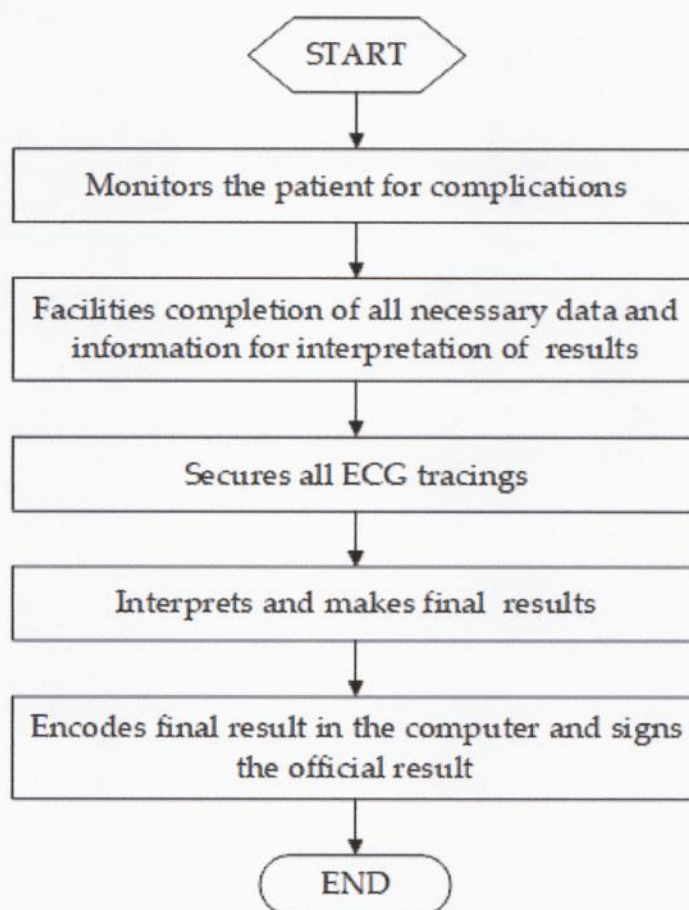 START
Monitors the patient for complications
Facilities completion of all necessary data and
information for interpretation of results
Secures all ECG tracings
Interprets and makes final results
Encodes final result in the computer and signs
the official result
END